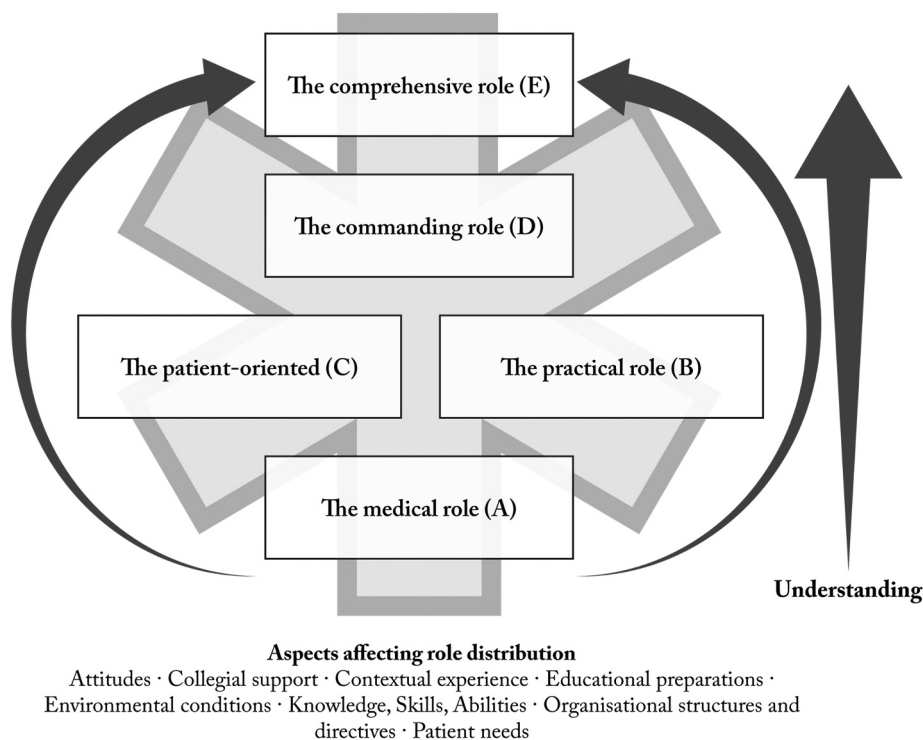 The comprehensive role (E)
The commanding role (D)
The patient-oriented (C)
The practical role (B)
The medical role (A)
Understanding
Aspects affecting role distribution
Attitudes · Collegial support · Contextual experience · Educational preparations ·
Environmental conditions · Knowledge, Skills, Abilities · Organisational structures and
directives · Patient needs